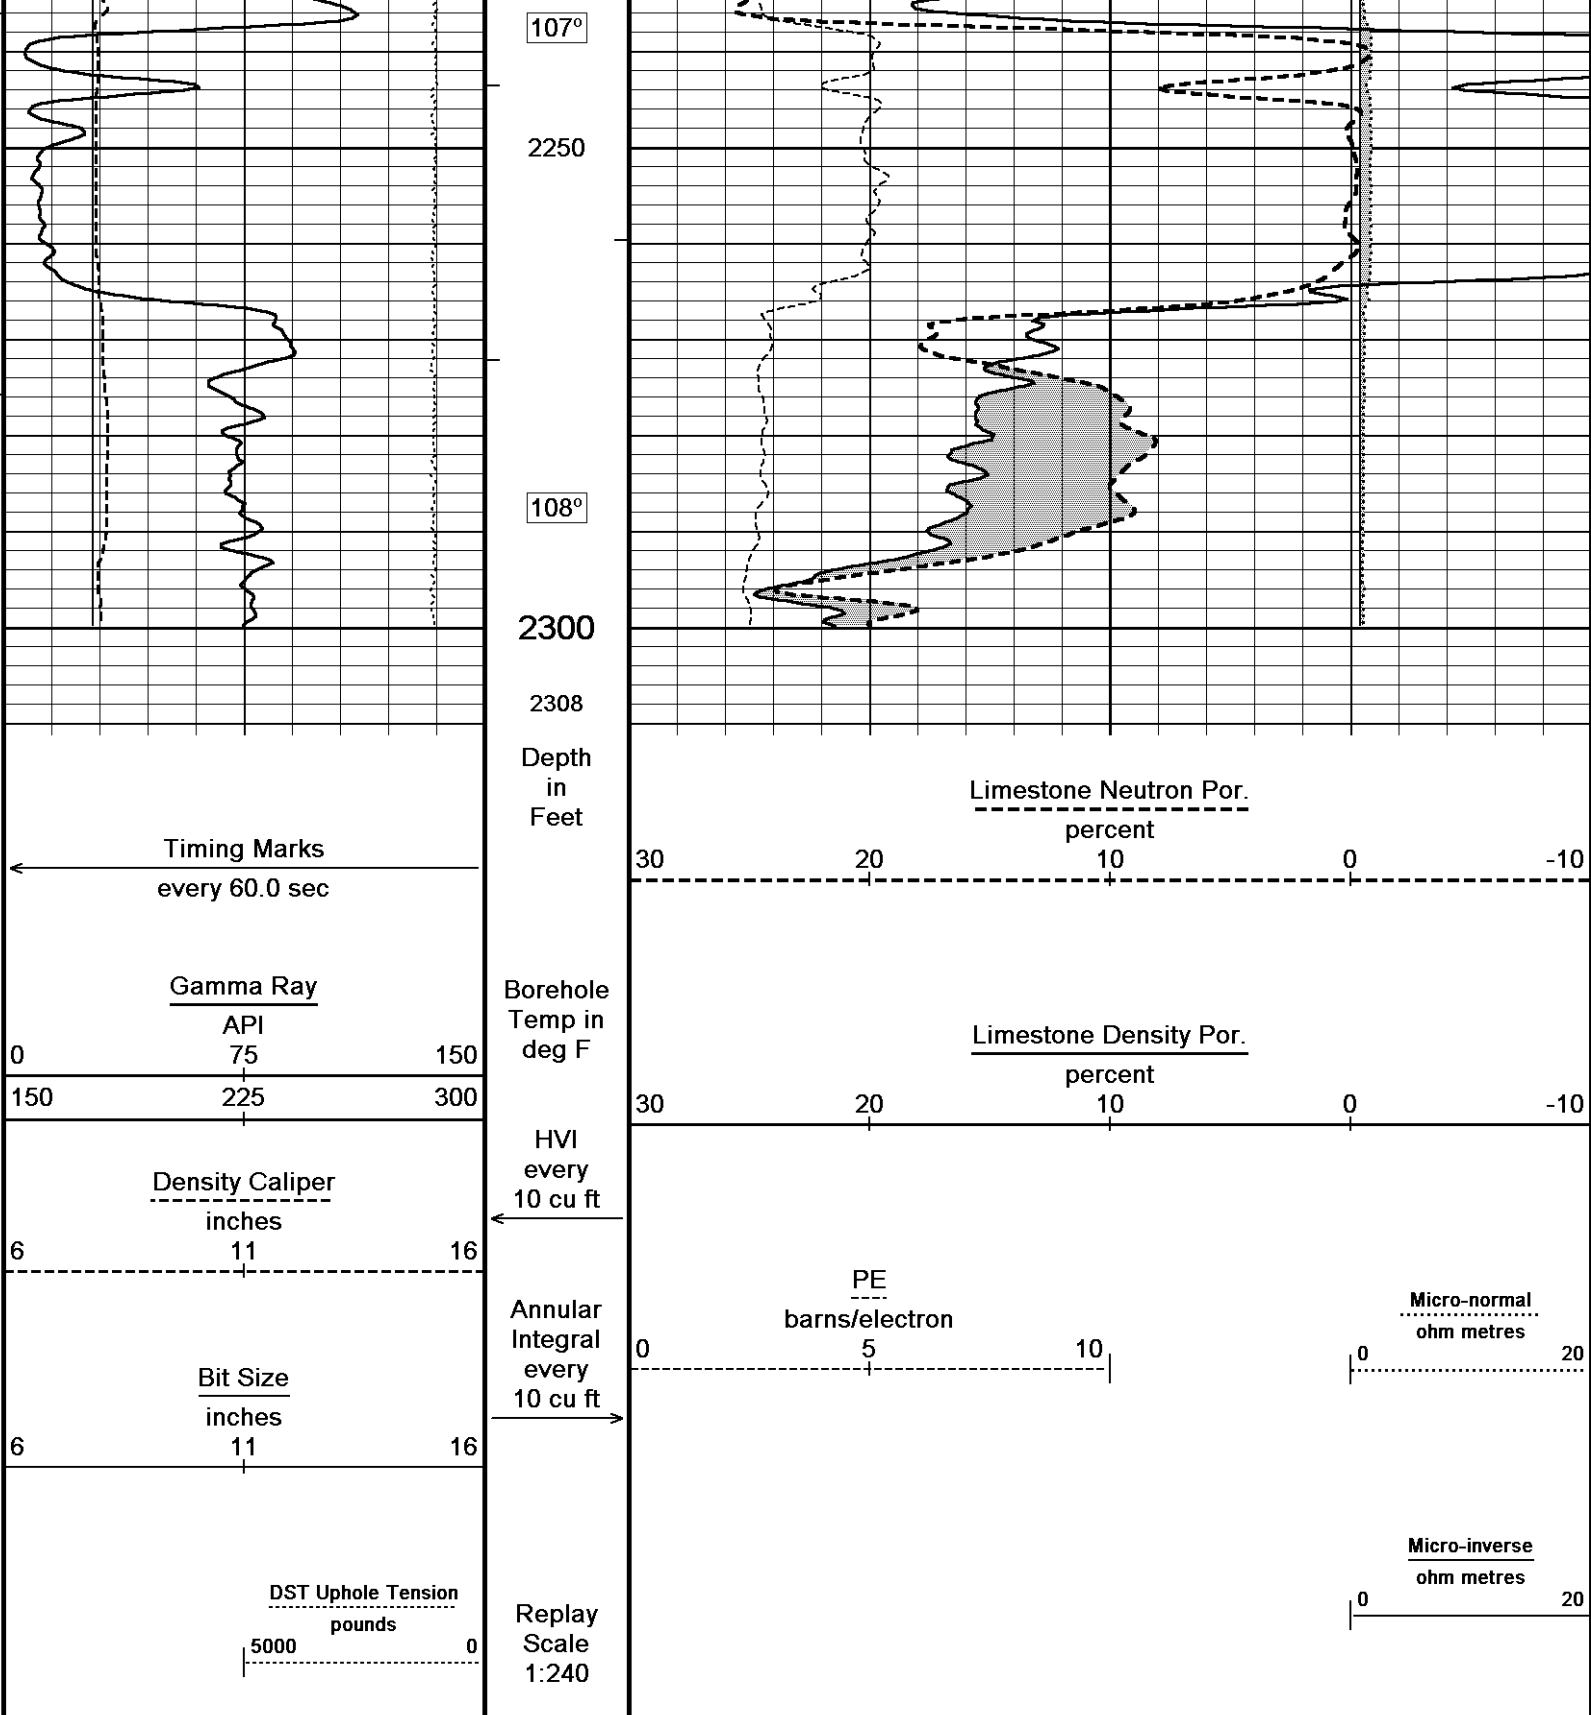 107º
2250
108º
2300
2308
Depth
in
Feet
Timing Marks
every 60.0 sec
Gamma Ray
API
0 75 150
150 225 300
Density Caliper
inches
6 11 16
Bit Size
inches
6 11 16
DST Uphole Tension
pounds
5000 0
Borehole
Temp in
deg F
HVI
every
10 cu ft
Annular
Integral
every
10 cu ft
Replay
Scale
1:240
Limestone Neutron Por.
percent
30 20 10 0 -10
Limestone Density Por.
percent
30 20 10 0 -10
PE
barns/electron
0 5 10
Micro-normal
ohm metres
0 20
Micro-inverse
ohm metres
0 20